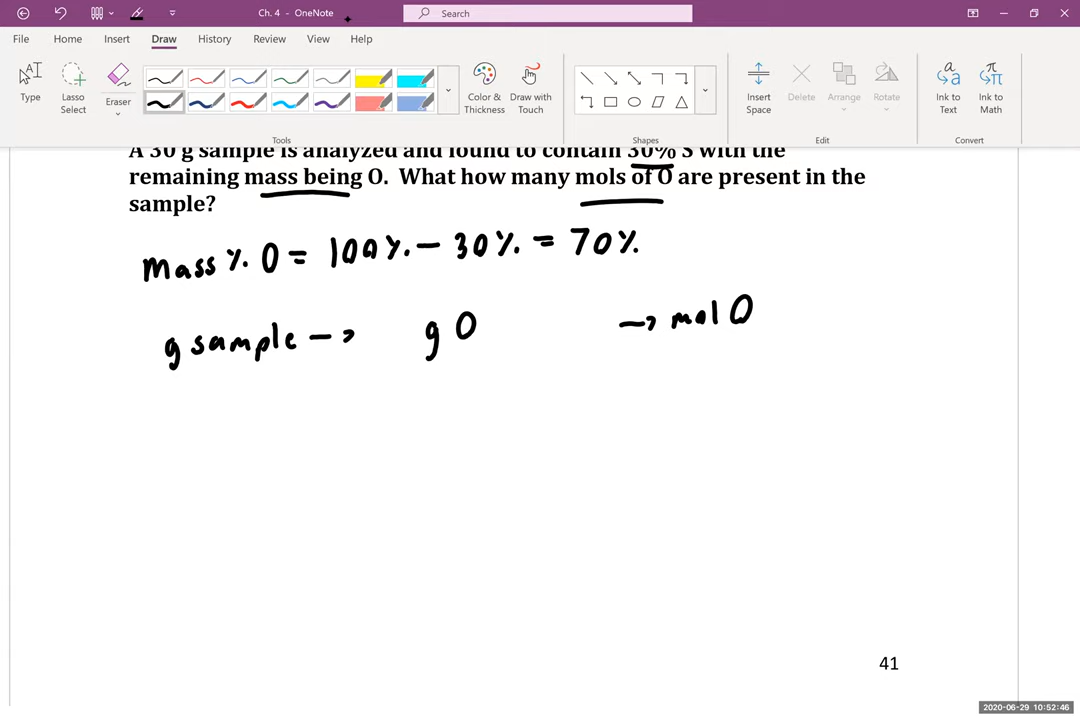 Ch. 4 - OneNote
Search
File Home Insert Draw History Review View Help
Type
Lasso Select
Eraser
Color & Thickness
Draw with Touch
Insert Space
Delete
Arrange
Rotate
Ink to Text
Ink to Math
Tools
Shapes
Edit
Convert
A 30 g sample is analyzed and found to contain 30% S with the
remaining mass being O. What how many mols of O are present in the
sample?
Mass % O = 100% - 30% = 70%
g sample -> g O -> mol O
41
2020-06-29 10:52:46